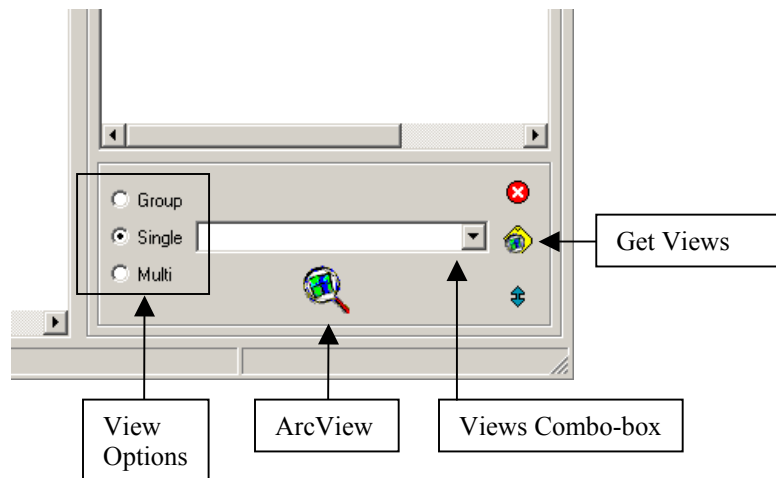 Group
Single
Multi
Get Views
View
Options
ArcView
Views Combo-box